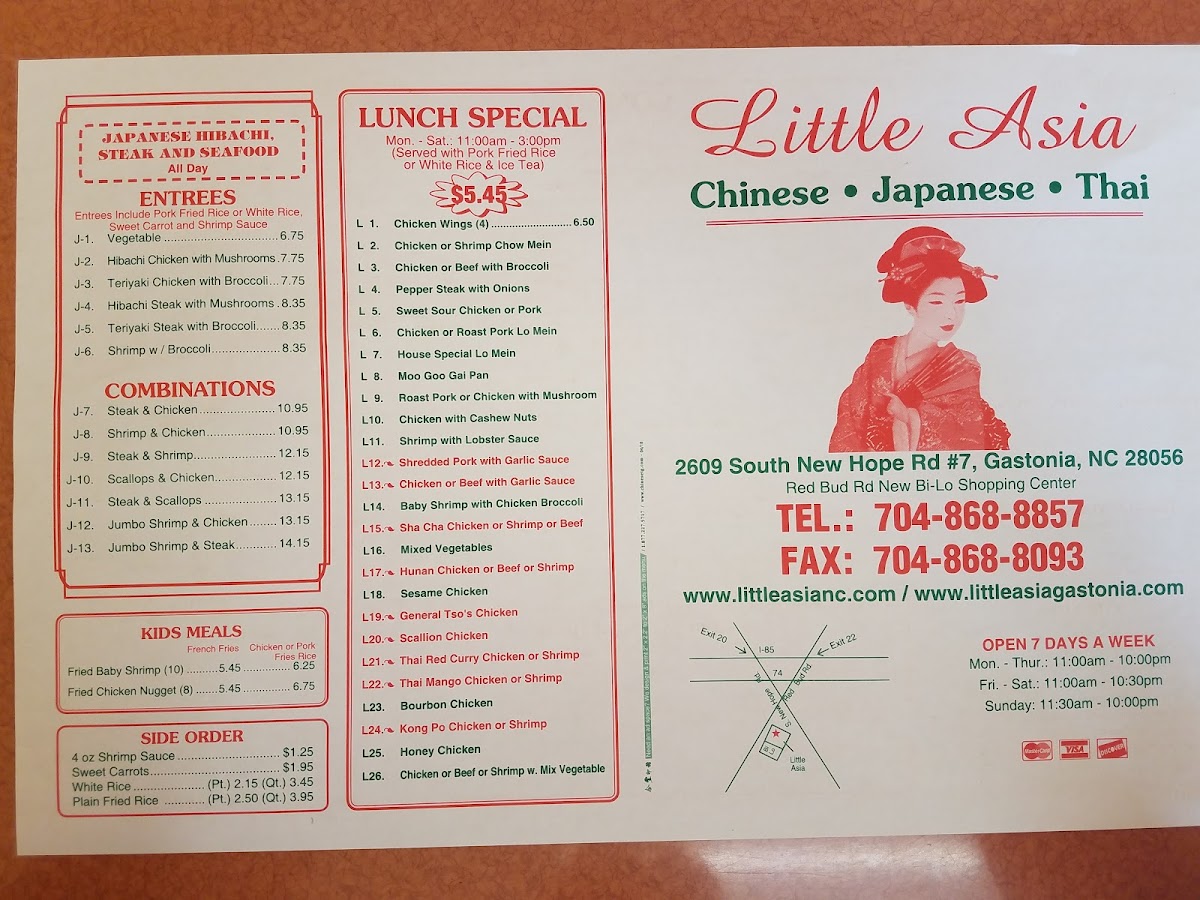 JAPANESE HIBACHI,
STEAK AND SEAFOOD
All Day
ENTREES
Entrees Include Pork Fried Rice or White Rice,
Sweet Carrot and Shrimp Sauce
J-1. Vegetable 6.75
J-2. Hibachi Chicken with Mushrooms 7.75
J-3. Teriyaki Chicken with Broccoli 7.75
J-4. Hibachi Steak with Mushrooms 8.35
J-5. Teriyaki Steak with Broccoli 8.35
J-6. Shrimp w / Broccoli 8.35
COMBINATIONS
J-7. Steak & Chicken 10.95
J-8. Shrimp & Chicken 10.95
J-9. Steak & Shrimp 12.15
J-10. Scallops & Chicken 12.15
J-11. Steak & Scallops 13.15
J-12. Jumbo Shrimp & Chicken 13.15
J-13. Jumbo Shrimp & Steak 14.15
KIDS MEALS
French Fries Chicken or Pork
Fries Rice
Fried Baby Shrimp (10) 5.45 6.25
Fried Chicken Nugget (8) 5.45 6.75
SIDE ORDER
4 oz Shrimp Sauce $1.25
Sweet Carrots $1.95
White Rice (Pt.) 2.15 (Qt.) 3.45
Plain Fried Rice (Pt.) 2.50 (Qt.) 3.95
LUNCH SPECIAL
Mon. - Sat.: 11:00am - 3:00pm
(Served with Pork Fried Rice
or White Rice & Ice Tea)
$5.45
L 1. Chicken Wings (4) 6.50
L 2. Chicken or Shrimp Chow Mein
L 3. Chicken or Beef with Broccoli
L 4. Pepper Steak with Onions
L 5. Sweet Sour Chicken or Pork
L 6. Chicken or Roast Pork Lo Mein
L 7. House Special Lo Mein
L 8. Moo Goo Gai Pan
L 9. Roast Pork or Chicken with Mushroom
L10. Chicken with Cashew Nuts
L11. Shrimp with Lobster Sauce
L12. Shredded Pork with Garlic Sauce
L13. Chicken or Beef with Garlic Sauce
L14. Baby Shrimp with Chicken Broccoli
L15. Sha Cha Chicken or Shrimp or Beef
L16. Mixed Vegetables
L17. Hunan Chicken or Beef or Shrimp
L18. Sesame Chicken
L19. General Tso's Chicken
L20. Scallion Chicken
L21. Thai Red Curry Chicken or Shrimp
L22. Thai Mango Chicken or Shrimp
L23. Bourbon Chicken
L24. Kong Po Chicken or Shrimp
L25. Honey Chicken
L26. Chicken or Beef or Shrimp w. Mix Vegetable
Little Asia
Chinese • Japanese • Thai
2609 South New Hope Rd #7, Gastonia, NC 28056
Red Bud Rd New Bi-Lo Shopping Center
TEL.: 704-868-8857
FAX: 704-868-8093
www.littleasianc.com / www.littleasiagastonia.com
Exit 20
I-85
Exit 22
74
S. New Hope Rd
Red Bud Rd
Little
Asia
OPEN 7 DAYS A WEEK
Mon. - Thur.: 11:00am - 10:00pm
Fri. - Sat.: 11:00am - 10:30pm
Sunday: 11:30am - 10:00pm
MasterCard
VISA
DISCOVER